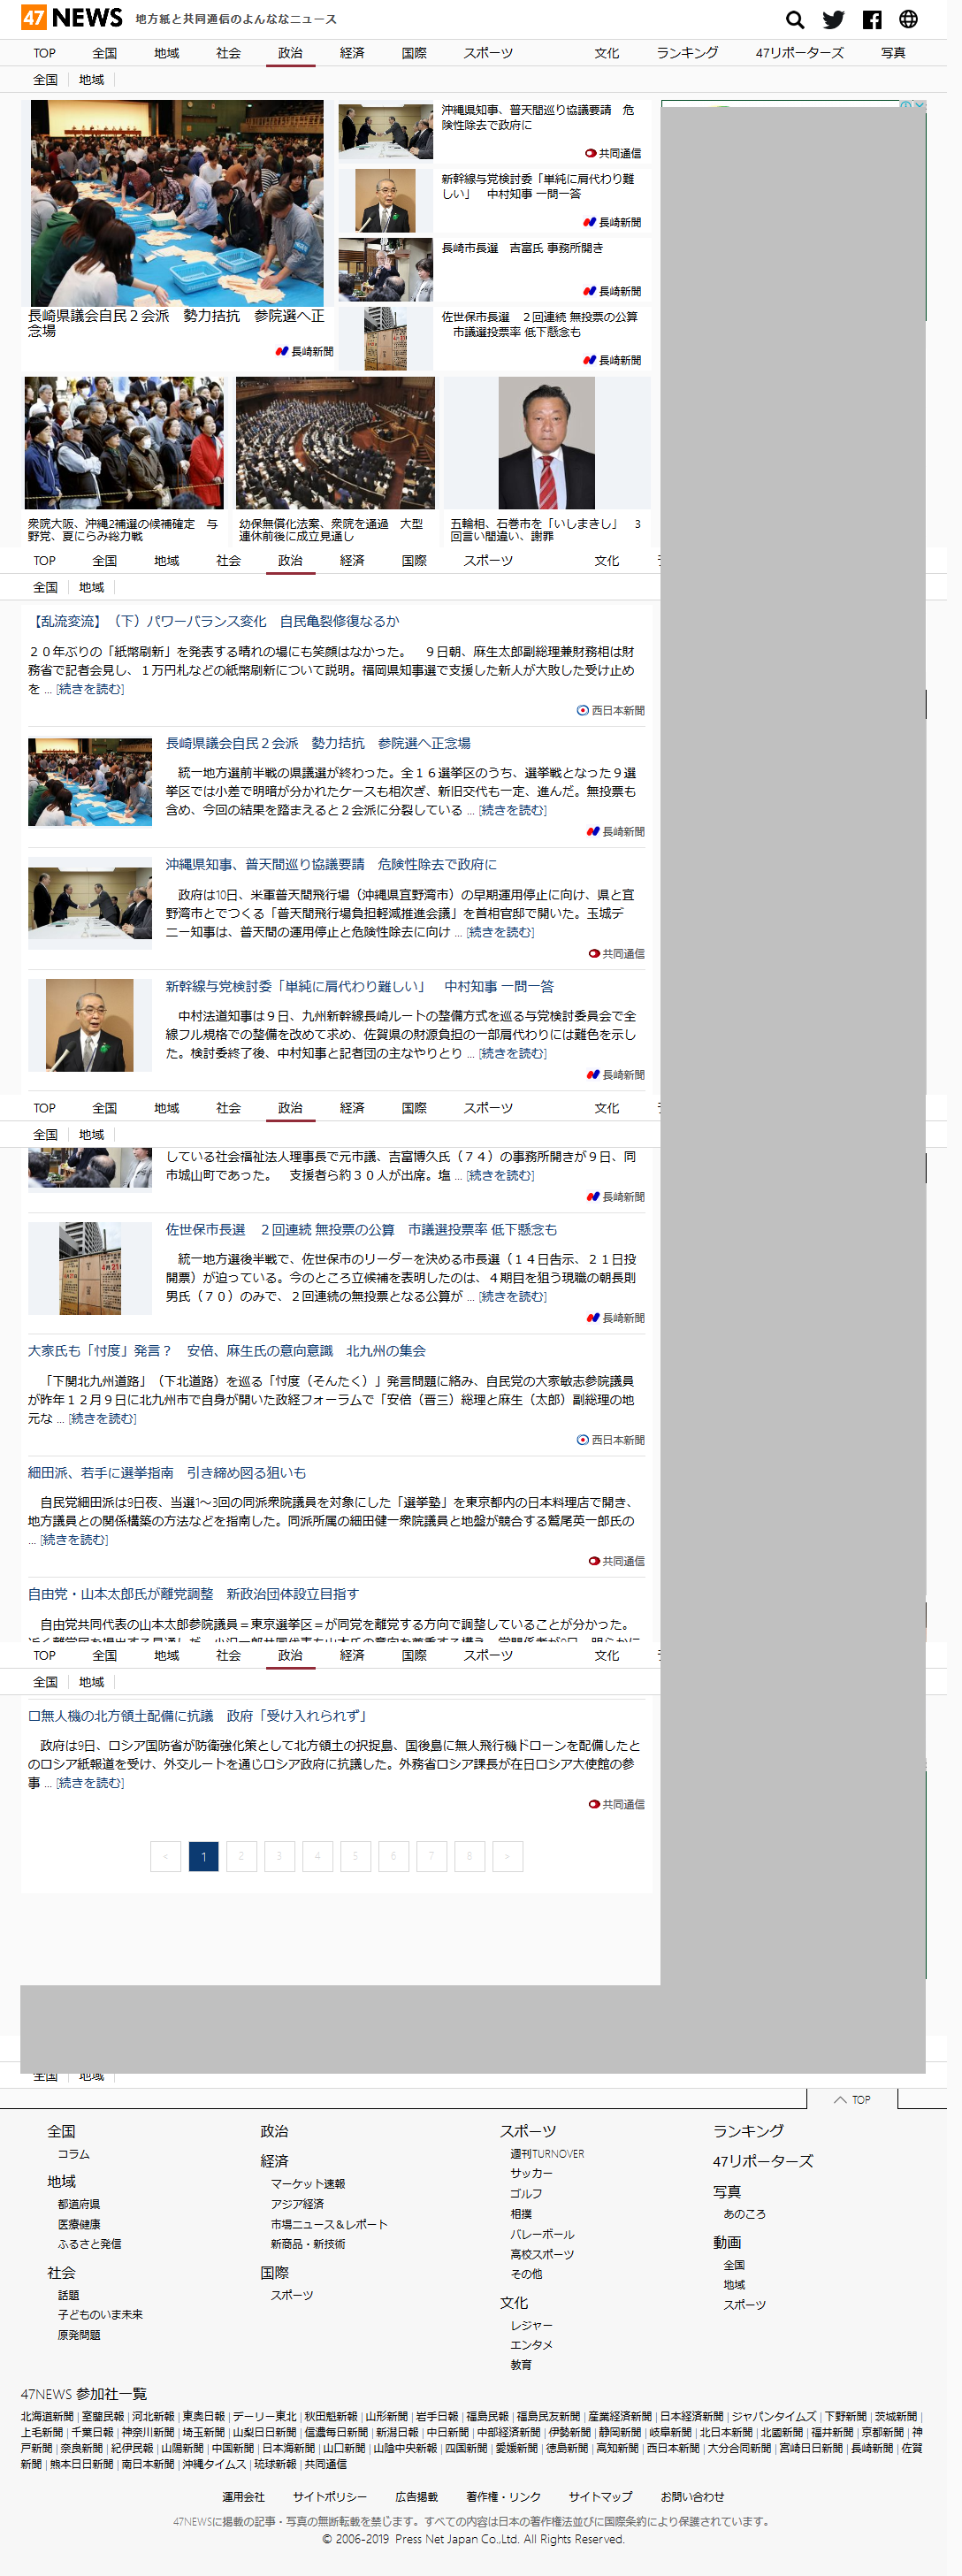 47 NEWS 地方紙と共同通信のよんななニュース
TOP 全国 地域 社会 政治 経済 国際 スポーツ 文化 ランキング 47リポーターズ 写真
全国 地域
長崎県議会自民２会派　勢力拮抗　参院選へ正
念場
長崎新聞
沖縄県知事、普天間巡り協議要請　危
険性除去で政府に
共同通信
新幹線与党検討委「単純に肩代わり難
しい」　中村知事 一問一答
長崎新聞
長崎市長選　吉富氏 事務所開き
長崎新聞
佐世保市長選　２回連続 無投票の公算
市議選投票率 低下懸念も
長崎新聞
衆院大阪、沖縄2補選の候補確定　与
野党、夏にらみ総力戦
幼保無償化法案、衆院を通過　大型
連休前後に成立見通し
五輪相、石巻市を「いしまきし」　3
回言い間違い、謝罪
TOP 全国 地域 社会 政治 経済 国際 スポーツ 文化
全国 地域
【乱流変流】（下）パワーバランス変化　自民亀裂修復なるか
２０年ぶりの「紙幣刷新」を発表する晴れの場にも笑顔はなかった。　９日朝、麻生太郎副総理兼財務相は財
務省で記者会見し、１万円札などの紙幣刷新について説明。福岡県知事選で支援した新人が大敗した受け止め
を ... [続きを読む]
西日本新聞
長崎県議会自民２会派　勢力拮抗　参院選へ正念場
統一地方選前半戦の県議選が終わった。全１６選挙区のうち、選挙戦となった９選
挙区では小差で明暗が分かれたケースも相次ぎ、新旧交代も一定、進んだ。無投票も
含め、今回の結果を踏まえると２会派に分裂している ... [続きを読む]
長崎新聞
沖縄県知事、普天間巡り協議要請　危険性除去で政府に
政府は10日、米軍普天間飛行場（沖縄県宜野湾市）の早期運用停止に向け、県と宜
野湾市とでつくる「普天間飛行場負担軽減推進会議」を首相官邸で開いた。玉城デ
ニー知事は、普天間の運用停止と危険性除去に向け ... [続きを読む]
共同通信
新幹線与党検討委「単純に肩代わり難しい」　中村知事 一問一答
中村法道知事は９日、九州新幹線長崎ルートの整備方式を巡る与党検討委員会で全
線フル規格での整備を改めて求め、佐賀県の財源負担の一部肩代わりには難色を示し
た。検討委終了後、中村知事と記者団の主なやりとり ... [続きを読む]
長崎新聞
TOP 全国 地域 社会 政治 経済 国際 スポーツ 文化
全国 地域
している社会福祉法人理事長で元市議、吉富博久氏（７４）の事務所開きが９日、同
市城山町であった。　支援者ら約３０人が出席。塩 ... [続きを読む]
長崎新聞
佐世保市長選　２回連続 無投票の公算　市議選投票率 低下懸念も
統一地方選後半戦で、佐世保市のリーダーを決める市長選（１４日告示、２１日投
開票）が迫っている。今のところ立候補を表明したのは、４期目を狙う現職の朝長則
男氏（７０）のみで、２回連続の無投票となる公算が ... [続きを読む]
長崎新聞
大家氏も「忖度」発言？　安倍、麻生氏の意向意識　北九州の集会
「下関北九州道路」（下北道路）を巡る「忖度（そんたく）」発言問題に絡み、自民党の大家敏志参院議員
が昨年１２月９日に北九州市で自身が開いた政経フォーラムで「安倍（晋三）総理と麻生（太郎）副総理の地
元な ... [続きを読む]
西日本新聞
細田派、若手に選挙指南　引き締め図る狙いも
自民党細田派は9日夜、当選1〜3回の同派衆院議員を対象にした「選挙塾」を東京都内の日本料理店で開き、
地方議員との関係構築の方法などを指南した。同派所属の細田健一衆院議員と地盤が競合する鷲尾英一郎氏の
... [続きを読む]
共同通信
自由党・山本太郎氏が離党調整　新政治団体設立目指す
自由党共同代表の山本太郎参院議員＝東京選挙区＝が同党を離党する方向で調整していることが分かった。
TOP 全国 地域 社会 政治 経済 国際 スポーツ 文化
全国 地域
ロ無人機の北方領土配備に抗議　政府「受け入れられず」
政府は9日、ロシア国防省が防衛強化策として北方領土の択捉島、国後島に無人飛行機ドローンを配備したと
のロシア紙報道を受け、外交ルートを通じロシア政府に抗議した。外務省ロシア課長が在日ロシア大使館の参
事 ... [続きを読む]
共同通信
< 1 2 3 4 5 6 7 8 >
全国 地域
TOP
全国
コラム
地域
都道府県
医療健康
ふるさと発信
社会
話題
子どものいま未来
原発問題
政治
経済
マーケット速報
アジア経済
市場ニュース＆レポート
新商品・新技術
国際
スポーツ
スポーツ
週刊TURNOVER
サッカー
ゴルフ
相撲
バレーボール
高校スポーツ
その他
文化
レジャー
エンタメ
教育
ランキング
47リポーターズ
写真
あのころ
動画
全国
地域
スポーツ
47NEWS 参加社一覧
北海道新聞 | 室蘭民報 | 河北新報 | 東奥日報 | デーリー東北 | 秋田魁新報 | 山形新聞 | 岩手日報 | 福島民報 | 福島民友新聞 | 産業経済新聞 | 日本経済新聞 | ジャパンタイムズ | 下野新聞 | 茨城新聞 |
上毛新聞 | 千葉日報 | 神奈川新聞 | 埼玉新聞 | 山梨日日新聞 | 信濃毎日新聞 | 新潟日報 | 中日新聞 | 中部経済新聞 | 伊勢新聞 | 静岡新聞 | 岐阜新聞 | 北日本新聞 | 北國新聞 | 福井新聞 | 京都新聞 | 神
戸新聞 | 奈良新聞 | 紀伊民報 | 山陽新聞 | 中国新聞 | 日本海新聞 | 山口新聞 | 山陰中央新報 | 四国新聞 | 愛媛新聞 | 徳島新聞 | 高知新聞 | 西日本新聞 | 大分合同新聞 | 宮崎日日新聞 | 長崎新聞 | 佐賀
新聞 | 熊本日日新聞 | 南日本新聞 | 沖縄タイムス | 琉球新報 | 共同通信
運用会社 サイトポリシー 広告掲載 著作権・リンク サイトマップ お問い合わせ
47NEWSに掲載の記事・写真の無断転載を禁じます。すべての内容は日本の著作権法並びに国際条約により保護されています。
© 2006-2019 Press Net Japan Co.,Ltd. All Rights Reserved.